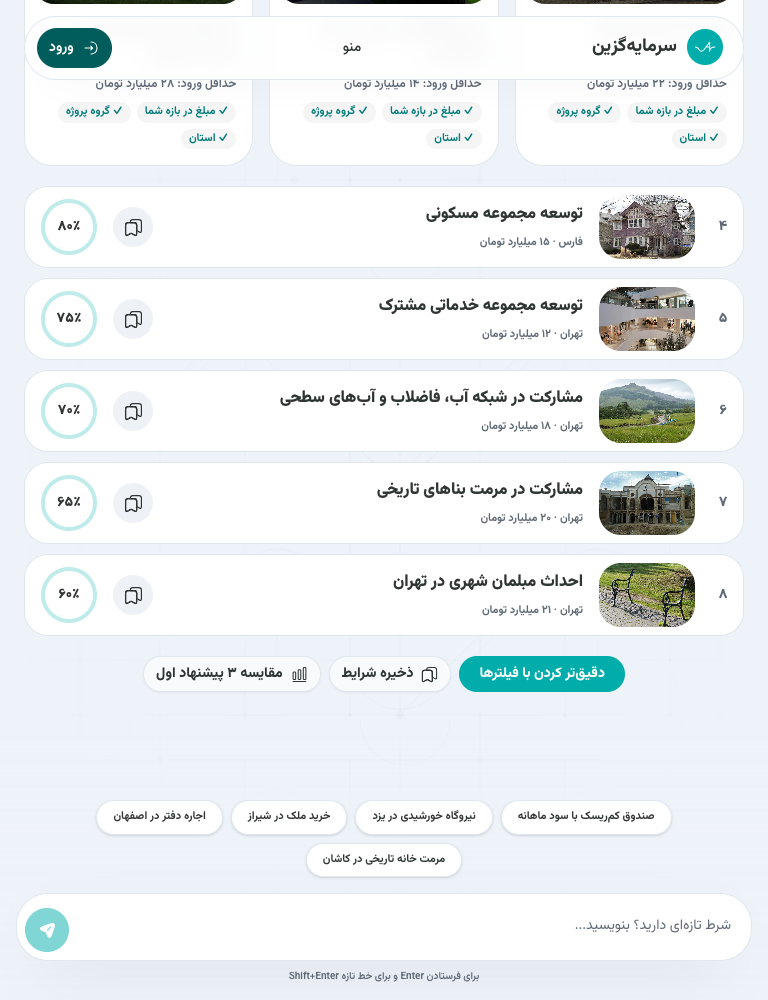 سرمایه‌گزین
منو
ورود
حداقل ورود: ۲۲ میلیارد تومان
✓ مبلغ در بازه شما
✓ گروه پروژه
✓ استان
حداقل ورود: ۱۴ میلیارد تومان
✓ مبلغ در بازه شما
✓ گروه پروژه
✓ استان
حداقل ورود: ۲۸ میلیارد تومان
✓ مبلغ در بازه شما
✓ گروه پروژه
✓ استان
۴
توسعه مجموعه مسکونی
فارس · ۱۵ میلیارد تومان
۸۰٪
۵
توسعه مجموعه خدماتی مشترک
تهران · ۱۲ میلیارد تومان
۷۵٪
۶
مشارکت در شبکه آب، فاضلاب و آب‌های سطحی
تهران · ۱۸ میلیارد تومان
۷۰٪
۷
مشارکت در مرمت بناهای تاریخی
تهران · ۲۰ میلیارد تومان
۶۵٪
۸
احداث مبلمان شهری در تهران
تهران · ۲۱ میلیارد تومان
۶۰٪
دقیق‌تر کردن با فیلترها
ذخیره شرایط
مقایسه ۳ پیشنهاد اول
صندوق کم‌ریسک با سود ماهانه
نیروگاه خورشیدی در یزد
خرید ملک در شیراز
اجاره دفتر در اصفهان
مرمت خانه تاریخی در کاشان
شرط تازه‌ای دارید؟ بنویسید...
برای فرستادن Enter و برای خط تازه Shift+Enter